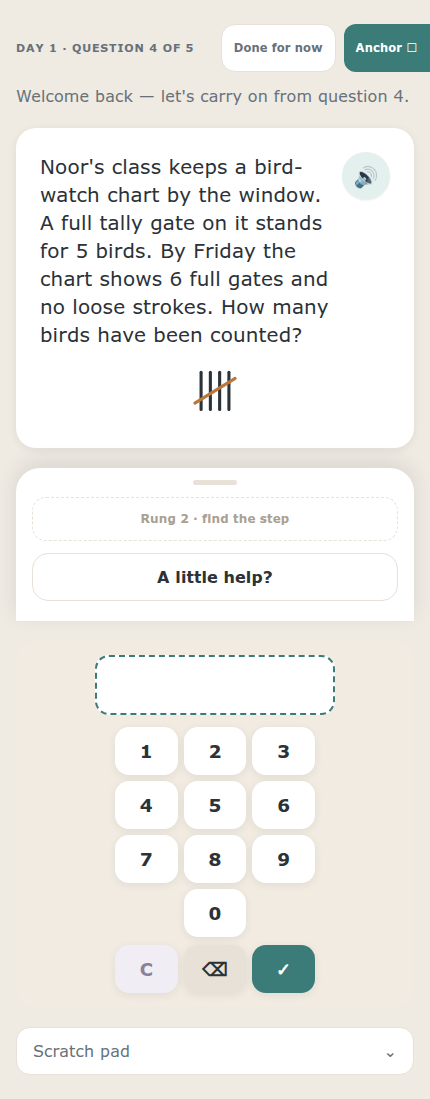 DAY 1 · QUESTION 4 OF 5
Done for now
Anchor ☐
Welcome back — let's carry on from question 4.
Noor's class keeps a bird-
watch chart by the window.
A full tally gate on it stands
for 5 birds. By Friday the
chart shows 6 full gates and
no loose strokes. How many
birds have been counted?
Rung 2 · find the step
A little help?
1 2 3
4 5 6
7 8 9
0
C ⌫ ✓
Scratch pad